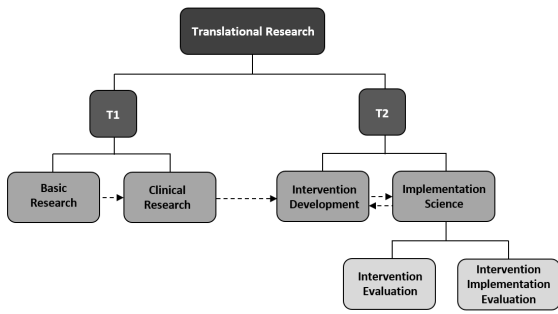 Translational Research
T1
T2
Basic
Research
Clinical
Research
Intervention
Development
Implementation
Science
Intervention
Evaluation
Intervention
Implementation
Evaluation